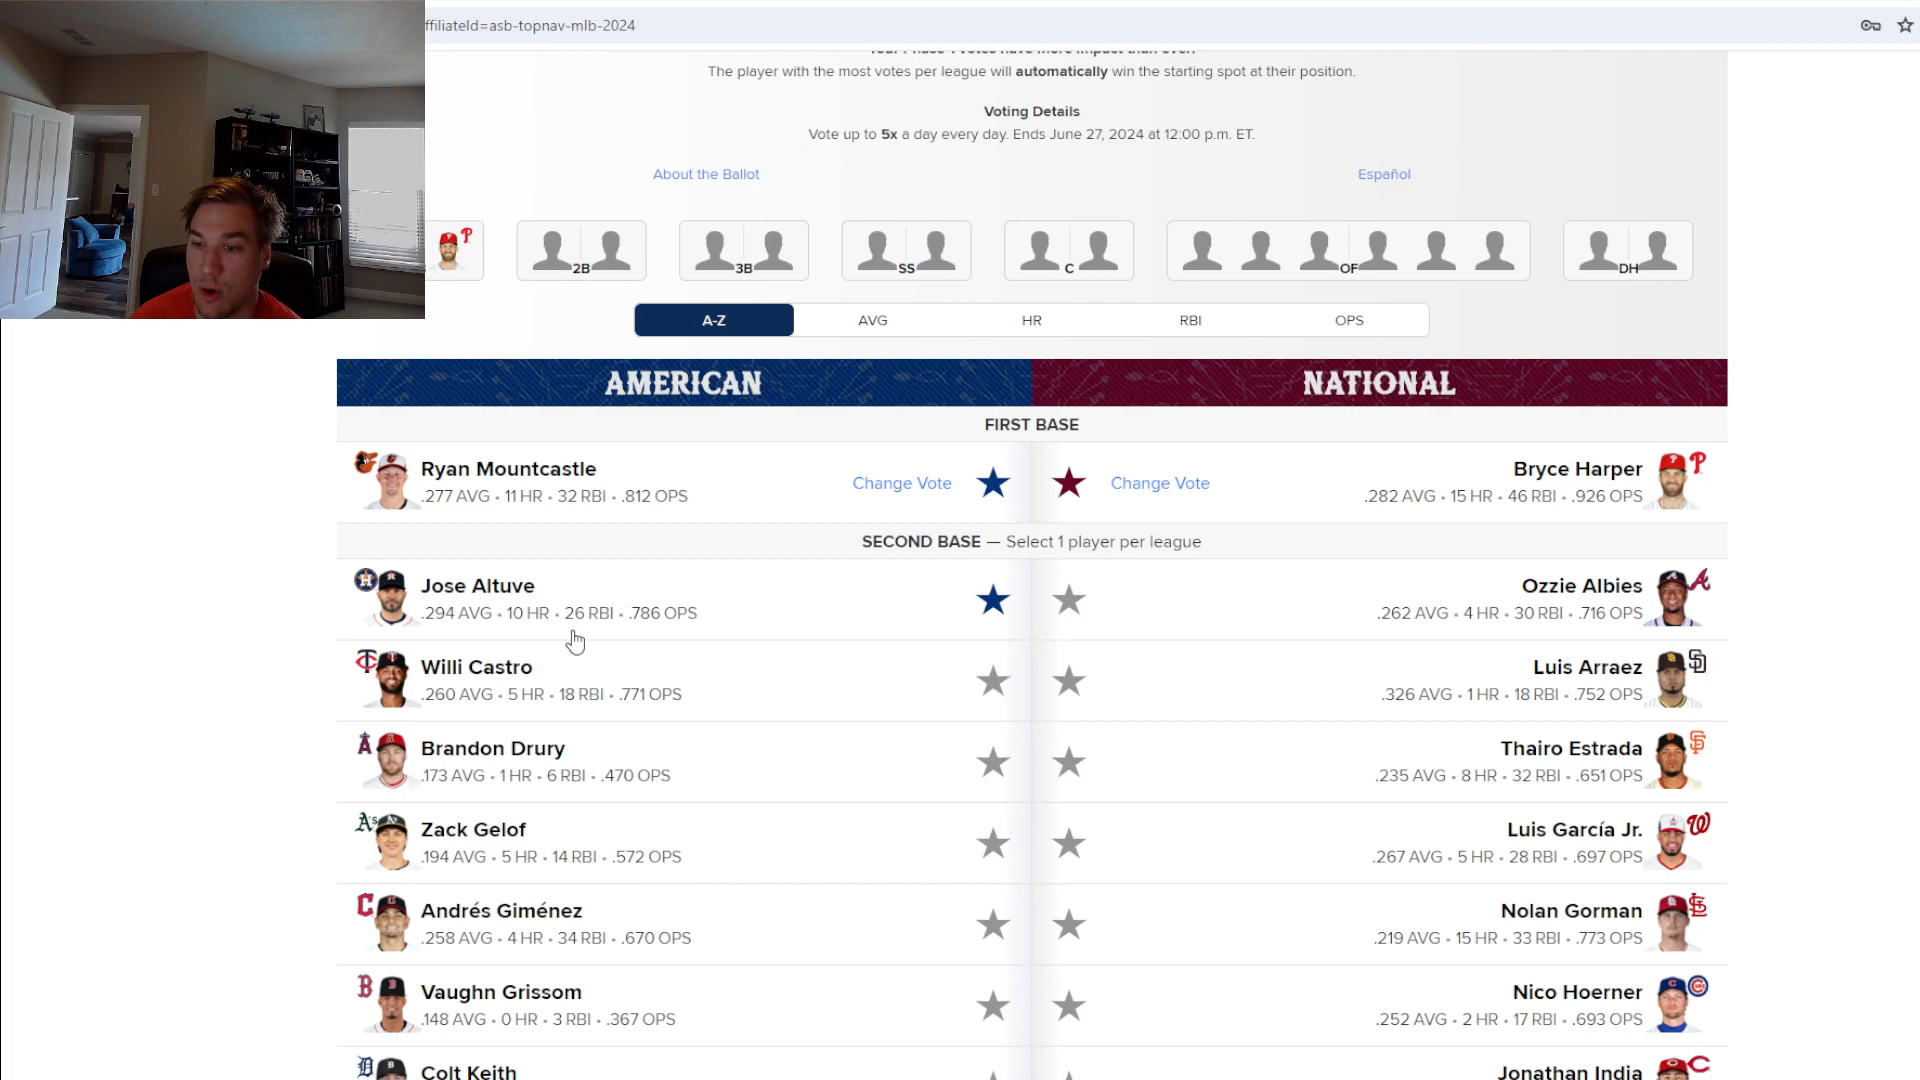 ffiliateId=asb-topnav-mlb-2024
Your Phase 1 votes have more impact than ever!
The player with the most votes per league will automatically win the starting spot at their position.
Voting Details
Vote up to 5x a day every day. Ends June 27, 2024 at 12:00 p.m. ET.
About the Ballot
Español
2B
3B
SS
C
OF
DH
A-Z
AVG
HR
RBI
OPS
AMERICAN
NATIONAL
FIRST BASE
Ryan Mountcastle
.277 AVG • 11 HR • 32 RBI • .812 OPS
Change Vote
Change Vote
Bryce Harper
.282 AVG • 15 HR • 46 RBI • .926 OPS
SECOND BASE — Select 1 player per league
Jose Altuve
.294 AVG • 10 HR • 26 RBI • .786 OPS
Ozzie Albies
.262 AVG • 4 HR • 30 RBI • .716 OPS
Willi Castro
.260 AVG • 5 HR • 18 RBI • .771 OPS
Luis Arraez
.326 AVG • 1 HR • 18 RBI • .752 OPS
Brandon Drury
.173 AVG • 1 HR • 6 RBI • .470 OPS
Thairo Estrada
.235 AVG • 8 HR • 32 RBI • .651 OPS
Zack Gelof
.194 AVG • 5 HR • 14 RBI • .572 OPS
Luis García Jr.
.267 AVG • 5 HR • 28 RBI • .697 OPS
Andrés Giménez
.258 AVG • 4 HR • 34 RBI • .670 OPS
Nolan Gorman
.219 AVG • 15 HR • 33 RBI • .773 OPS
Vaughn Grissom
.148 AVG • 0 HR • 3 RBI • .367 OPS
Nico Hoerner
.252 AVG • 2 HR • 17 RBI • .693 OPS
Colt Keith
Jonathan India